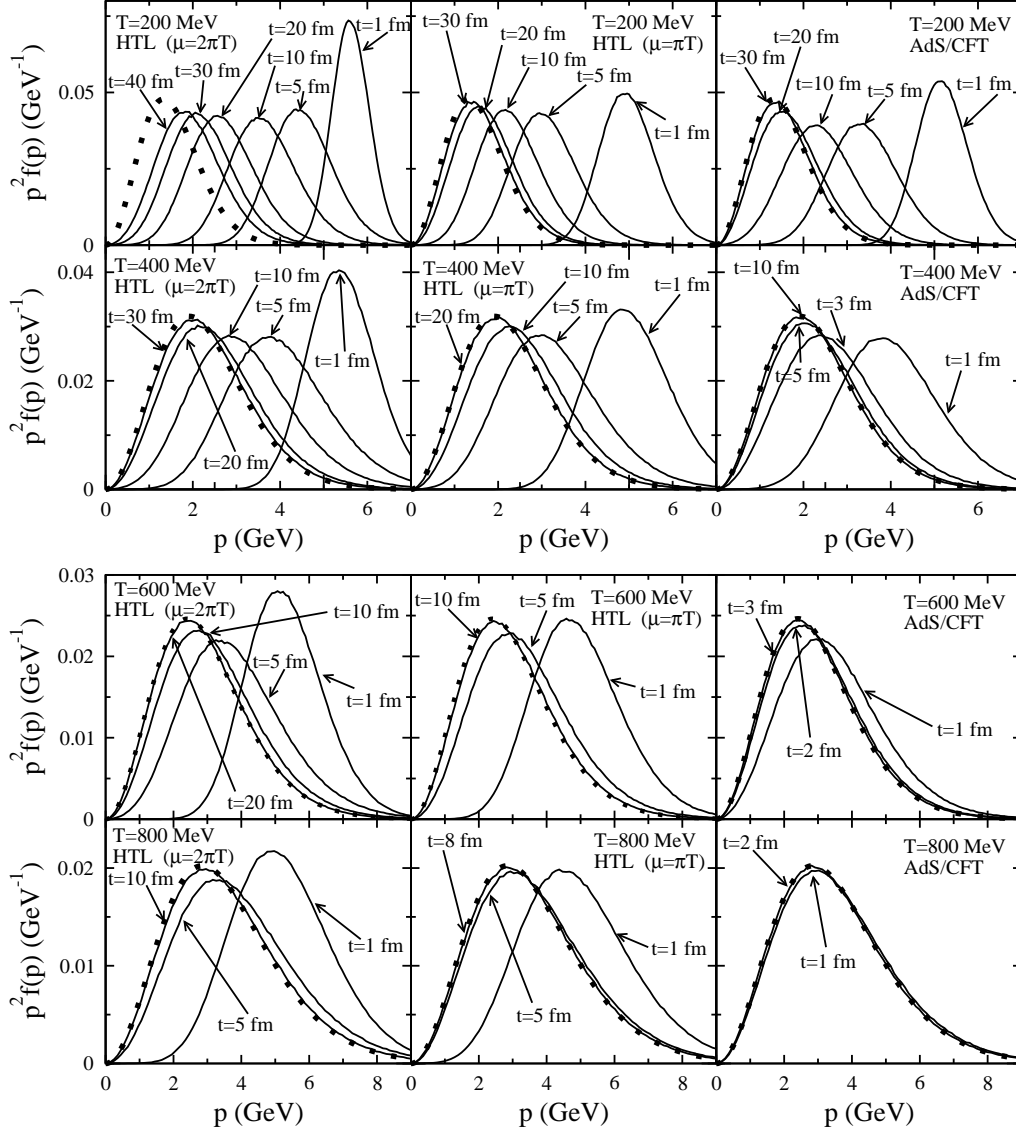 T=200 MeV
HTL (μ=2πT)
t=20 fm
t=1 fm
t=30 fm
t=10 fm
t=40 fm
t=5 fm
t=30 fm
T=200 MeV
HTL (μ=πT)
t=20 fm
t=10 fm
t=5 fm
t=1 fm
T=200 MeV
AdS/CFT
t=30 fm
t=20 fm
t=10 fm
t=5 fm
t=1 fm
0.05
0
p²f(p) (GeV⁻¹)
T=400 MeV
HTL (μ=2πT)
t=10 fm
t=30 fm
t=5 fm
t=1 fm
t=20 fm
T=400 MeV
HTL (μ=πT)
t=10 fm
t=20 fm
t=5 fm
t=1 fm
T=400 MeV
AdS/CFT
t=10 fm
t=3 fm
t=5 fm
t=1 fm
0.04
0.02
0
p²f(p) (GeV⁻¹)
0 2 4 6
0 2 4 6
0 2 4 6
p (GeV)
p (GeV)
p (GeV)
T=600 MeV
HTL (μ=2πT)
t=10 fm
t=5 fm
t=1 fm
t=20 fm
T=600 MeV
HTL (μ=πT)
t=10 fm
t=5 fm
t=1 fm
T=600 MeV
AdS/CFT
t=3 fm
t=1 fm
t=2 fm
0.03
0.02
0.01
0
p²f(p) (GeV⁻¹)
T=800 MeV
HTL (μ=2πT)
t=10 fm
t=1 fm
t=5 fm
T=800 MeV
HTL (μ=πT)
t=8 fm
t=1 fm
t=5 fm
T=800 MeV
AdS/CFT
t=2 fm
t=1 fm
0.02
0.01
0
p²f(p) (GeV⁻¹)
0 2 4 6 8
0 2 4 6 8
0 2 4 6 8
p (GeV)
p (GeV)
p (GeV)